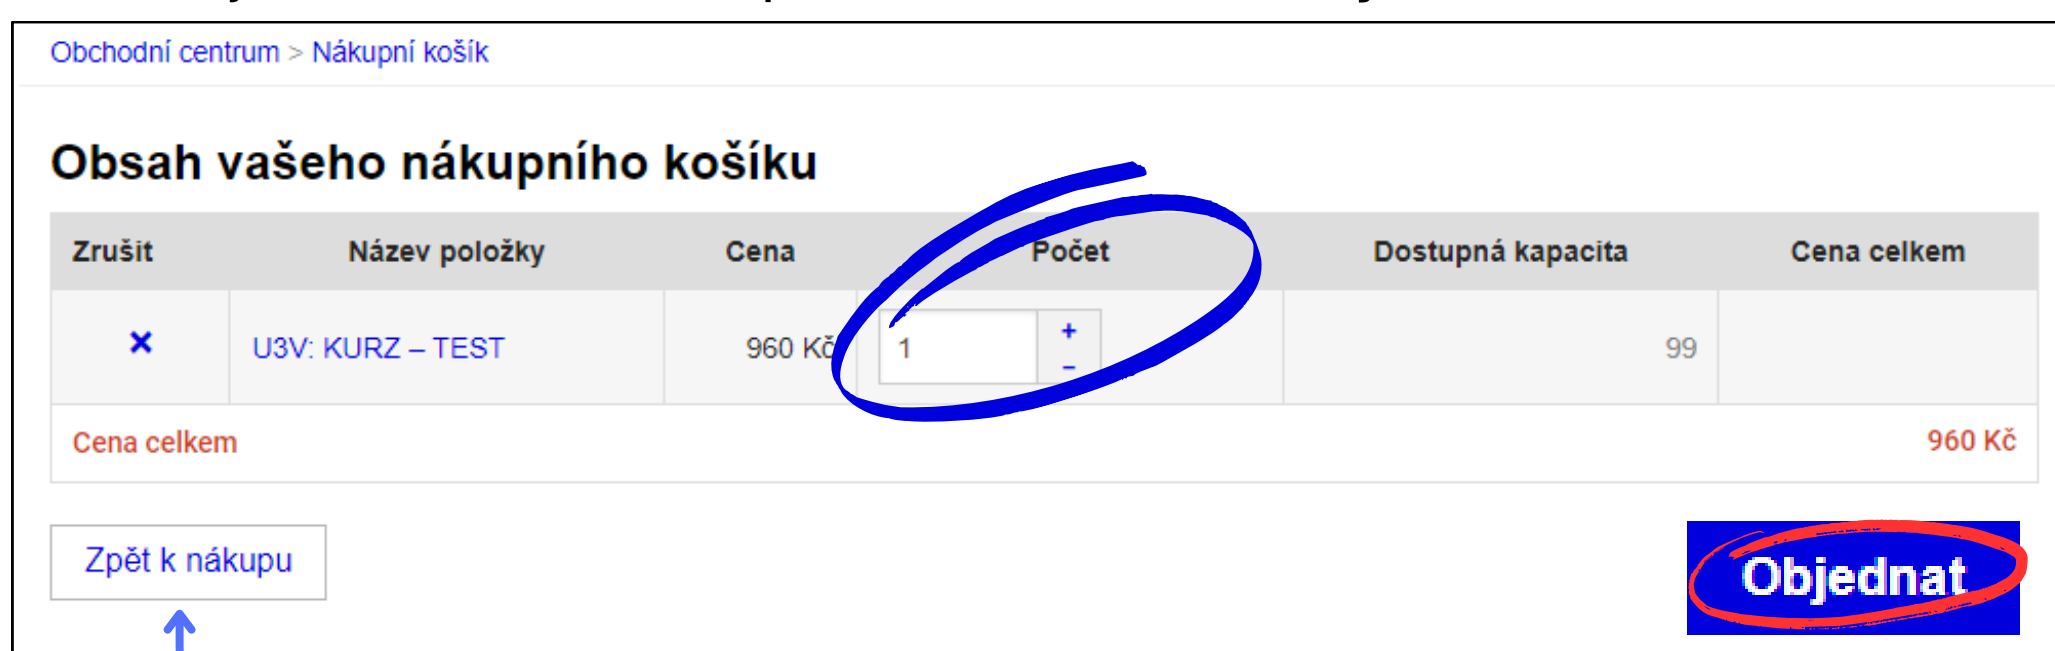 Obchodní centrum > Nákupní košík
Obsah vašeho nákupního košíku
Zrušit Název položky Cena Počet Dostupná kapacita Cena celkem
× U3V: KURZ – TEST 960 Kč 1 + − 99
Cena celkem 960 Kč
Zpět k nákupu Objednat